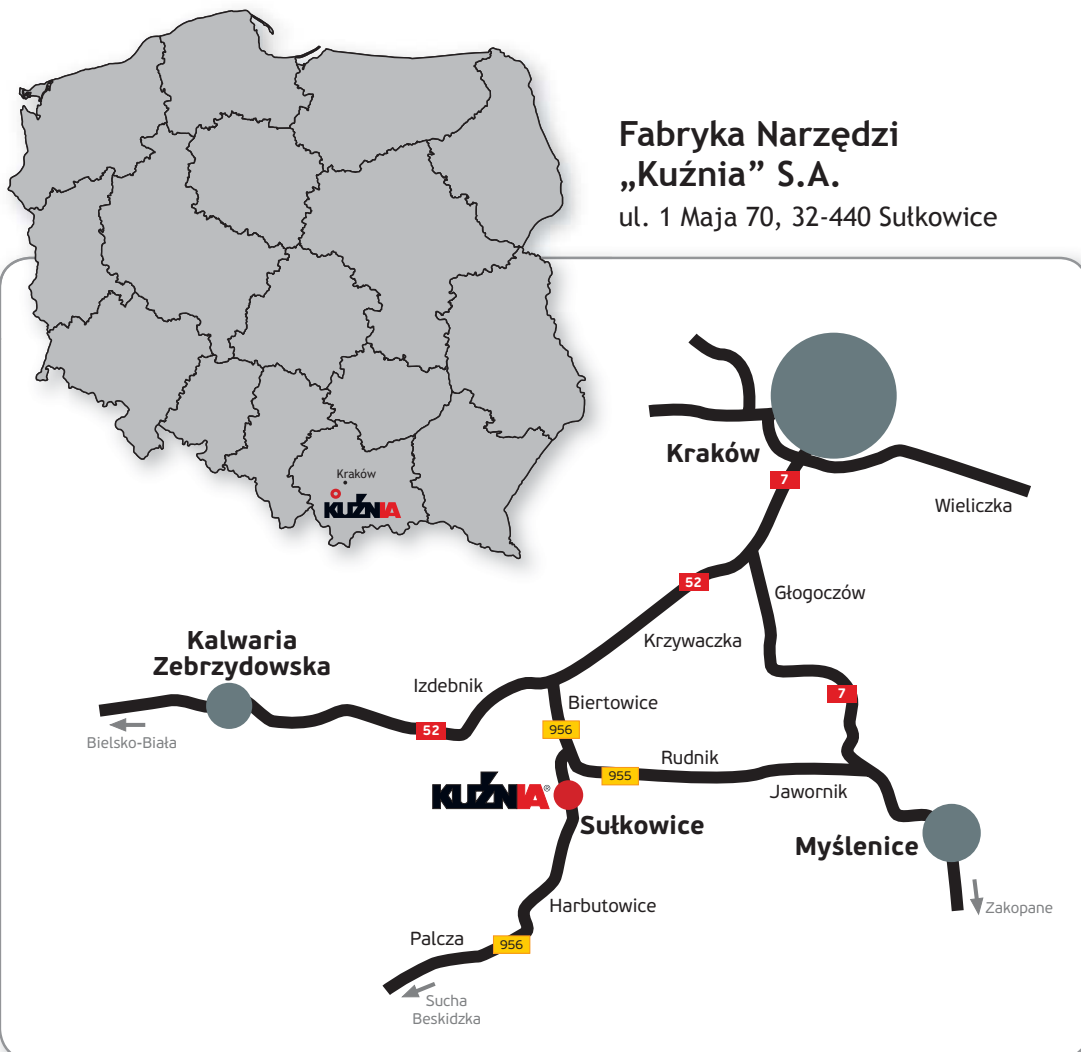 Fabryka Narzędzi
„Kuźnia” S.A.
ul. 1 Maja 70, 32-440 Sułkowice
Kraków
KUŹNIA
Kraków
7
Wieliczka
52
Głogoczów
Krzywaczka
Kalwaria
Zebrzydowska
Izdebnik
7
Biertowice
52
956
Bielsko-Biała
Rudnik
955
KUŹNIA®
Jawornik
Sułkowice
Myślenice
Harbutowice
Zakopane
Palcza
956
Sucha
Beskidzka